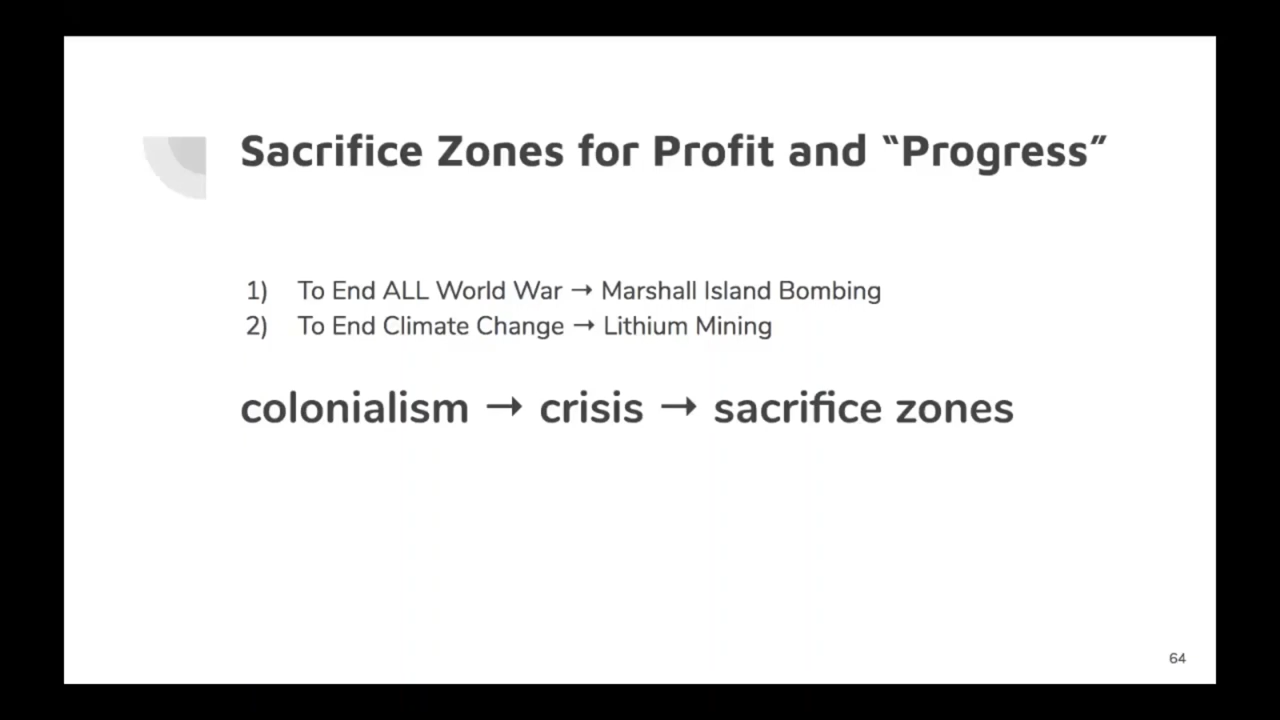 Sacrifice Zones for Profit and “Progress”
1) To End ALL World War → Marshall Island Bombing
2) To End Climate Change → Lithium Mining
colonialism → crisis → sacrifice zones
64